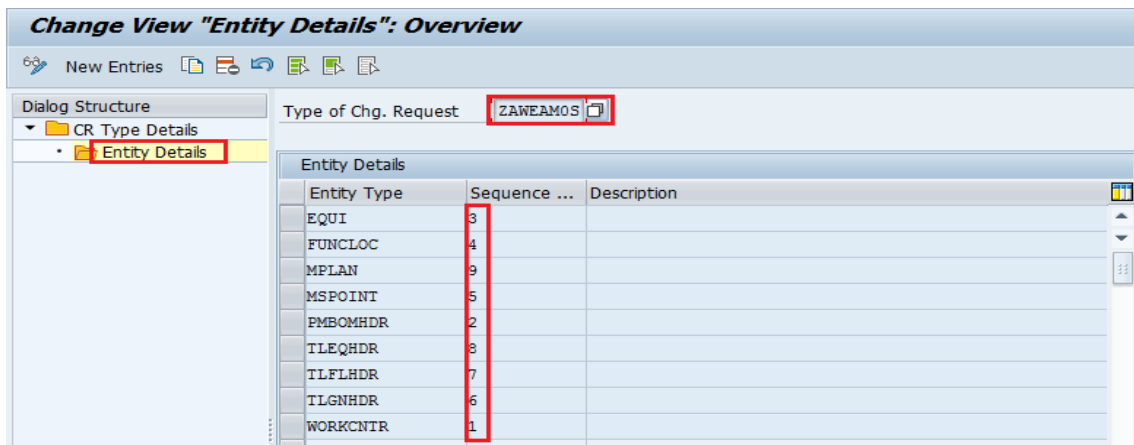 Change View "Entity Details": Overview
New Entries
Dialog Structure
CR Type Details
Entity Details
Type of Chg. Request ZAWEAM0S
Entity Details
Entity Type Sequence ... Description
EQUI 3
FUNCLOC 4
MPLAN 9
MSPOINT 5
PMBOMHDR 2
TLEQHDR 8
TLFLHDR 7
TLGNHDR 6
WORKCNTR 1